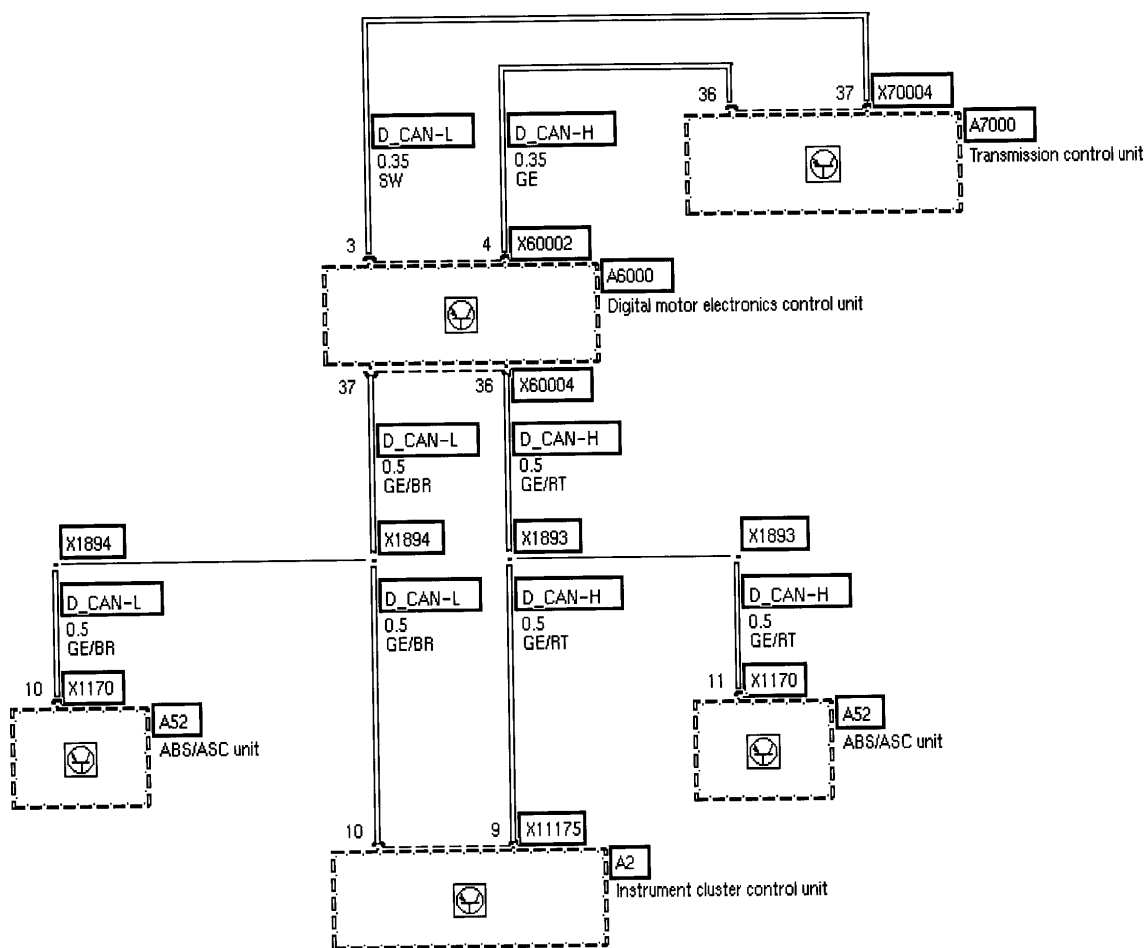 36
37
X70004
A7000
Transmission control unit
D_CAN-L
0.35
SW
D_CAN-H
0.35
GE
3
4
X60002
A6000
Digital motor electronics control unit
37
36
X60004
D_CAN-L
0.5
GE/BR
D_CAN-H
0.5
GE/RT
X1894
X1894
X1893
X1893
D_CAN-L
0.5
GE/BR
D_CAN-L
0.5
GE/BR
D_CAN-H
0.5
GE/RT
D_CAN-H
0.5
GE/RT
10
X1170
A52
ABS/ASC unit
11
X1170
A52
ABS/ASC unit
10
9
X11175
A2
Instrument cluster control unit